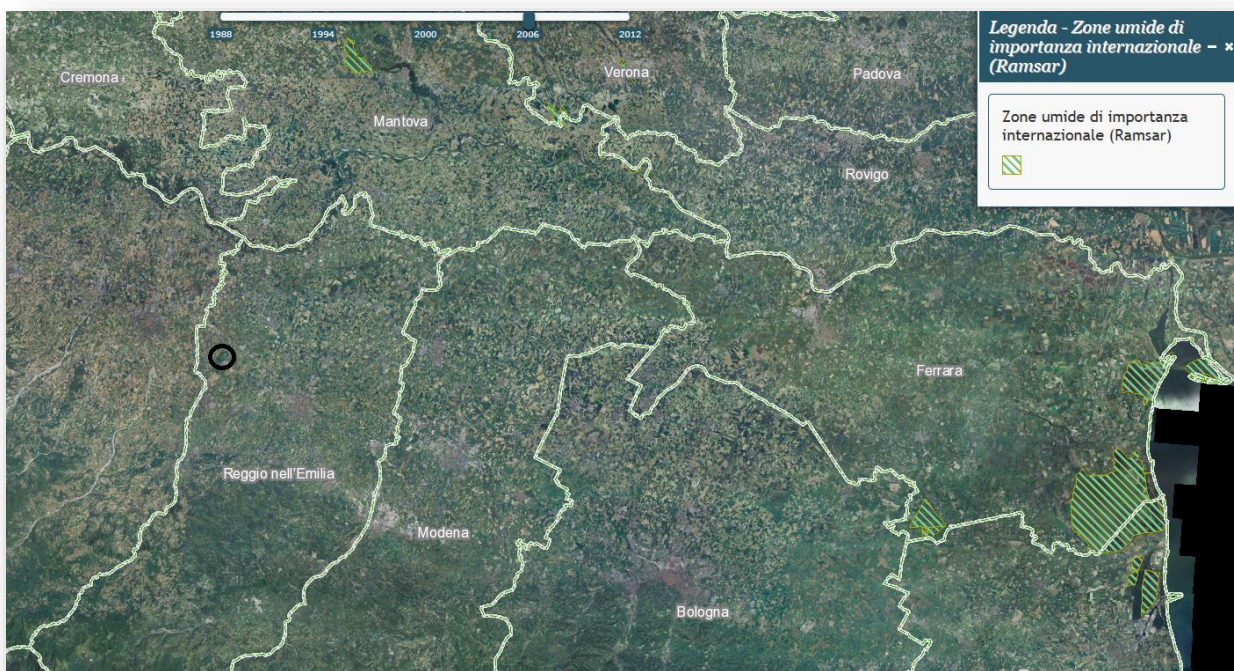 1988 1994 2000 2006 2012
Legenda - Zone umide di
importanza internazionale – ×
(Ramsar)
Zone umide di importanza
internazionale (Ramsar)
Cremona
Verona
Padova
Mantova
Rovigo
Ferrara
Reggio nell'Emilia
Modena
Bologna